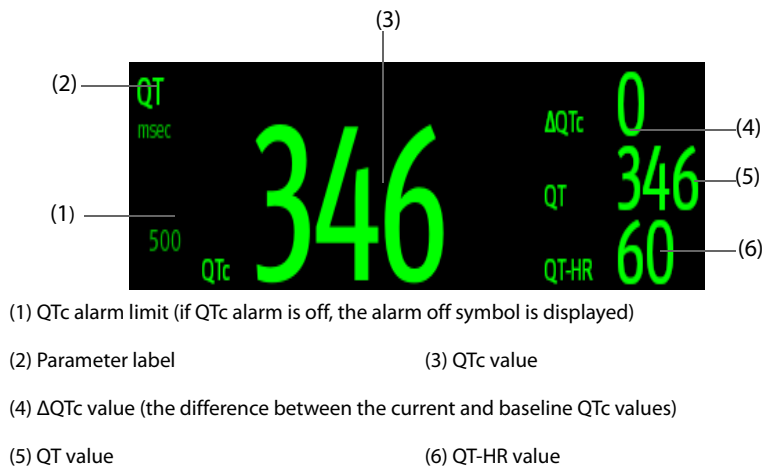 (3)
(2)
QT
msec
346
ΔQTc
0
(4)
QT
346
(5)
(1)
500
QTc
QT-HR
60
(6)
(1) QTc alarm limit (if QTc alarm is off, the alarm off symbol is displayed)
(2) Parameter label
(3) QTc value
(4) ΔQTc value (the difference between the current and baseline QTc values)
(5) QT value
(6) QT-HR value